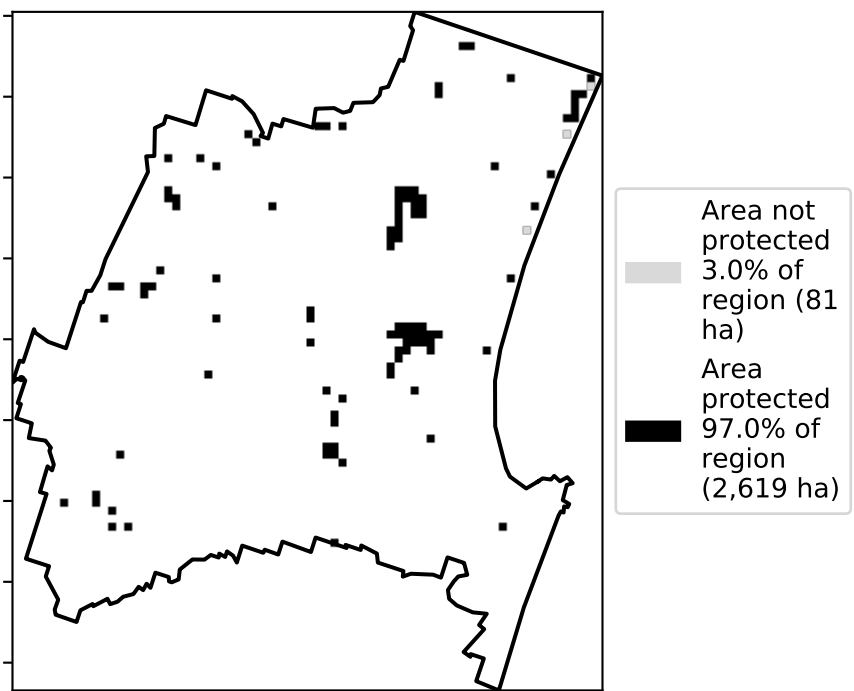 Area not
protected
3.0% of
region (81
ha)
Area
protected
97.0% of
region
(2,619 ha)